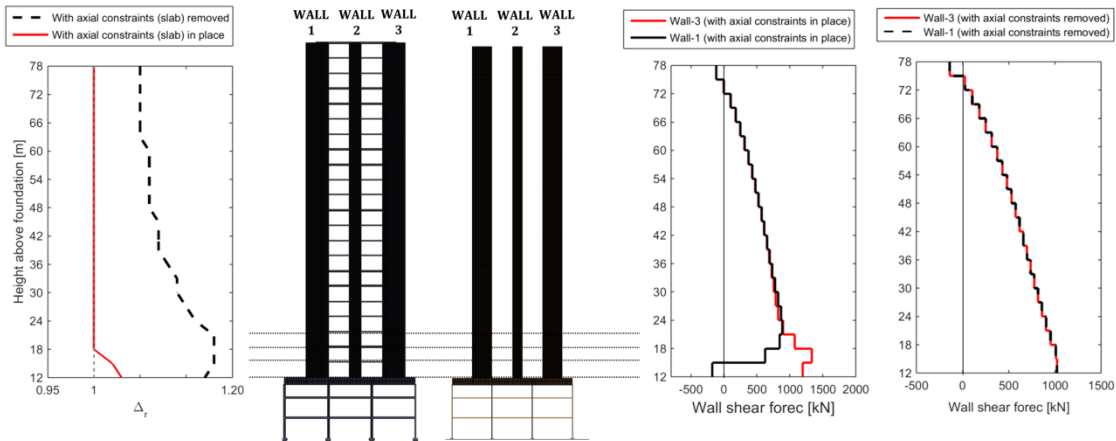 With axial constraints (slab) removed
With axial constraints (slab) in place
Height above foundation [m]
78
72
66
60
54
48
42
36
30
24
18
12
0.95
1
1.20
Δr
WALL WALL WALL
1 2 3
WALL WALL WALL
1 2 3
Wall-3 (with axial constraints in place)
Wall-1 (with axial constraints in place)
78
72
66
60
54
48
42
36
30
24
18
12
-500 0 500 1000 1500 2000
Wall shear forec [kN]
Wall-3 (with axial constraints removed)
Wall-1 (with axial constraints removed)
78
72
66
60
54
48
42
36
30
24
18
12
-500 0 500 1000 1500
Wall shear forec [kN]